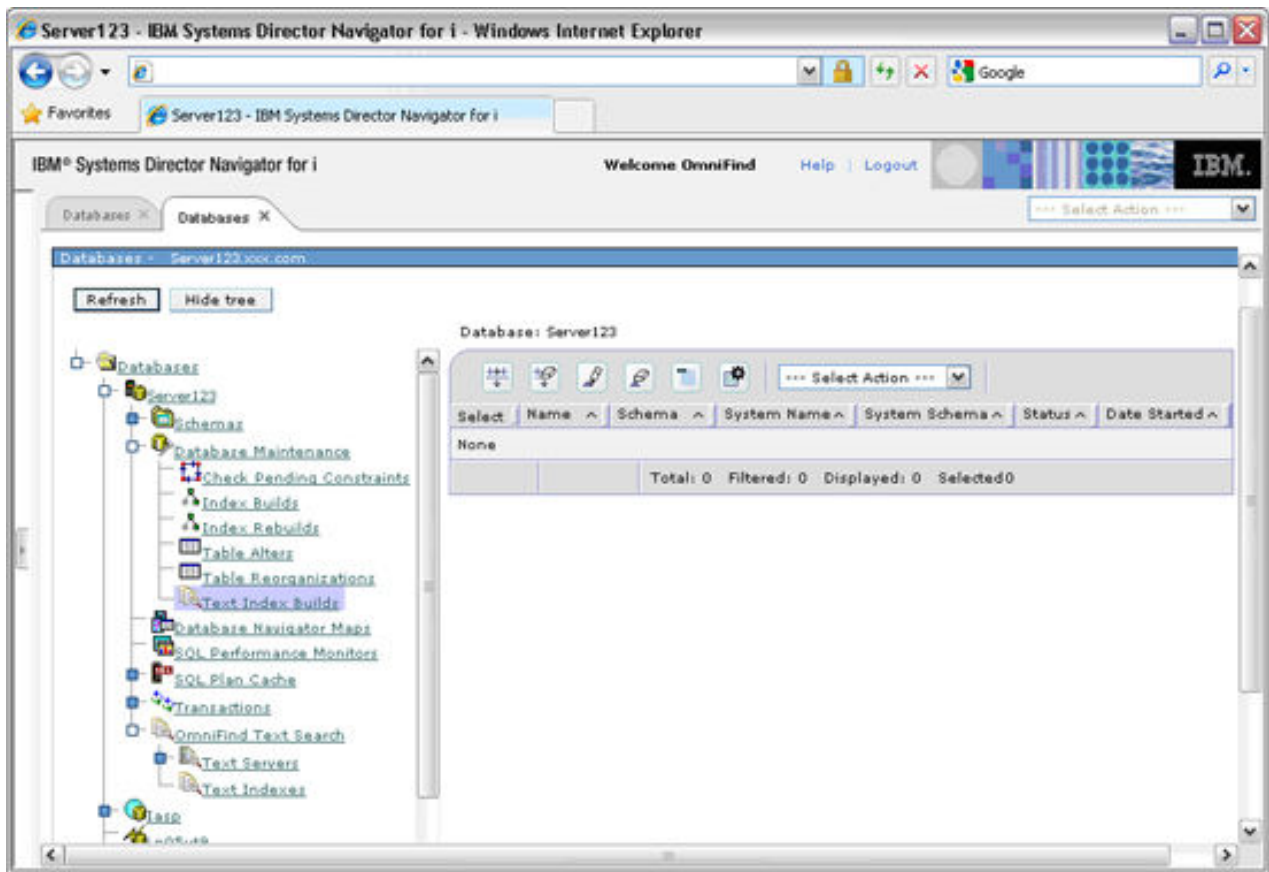 Server123 - IBM Systems Director Navigator for i - Windows Internet Explorer
Google
Favorites
Server123 - IBM Systems Director Navigator for i
IBM® Systems Director Navigator for i
Welcome OmniFind
Help | Logout
IBM.
Databases X
Databases X
--- Select Action ---
Databases - Server123.xxx.com
Refresh
Hide tree
Database: Server123
Databases
Server123
Schemas
Database Maintenance
Check Pending Constraints
Index Builds
Index Rebuilds
Table Alters
Table Reorganizations
Text Index Builds
Database Navigator Maps
SQL Performance Monitors
SQL Plan Cache
Transactions
OmniFind Text Search
Text Servers
Text Indexes
Iasp
--- Select Action ---
Select Name Schema System Name System Schema Status Date Started
None
Total: 0 Filtered: 0 Displayed: 0 Selected0